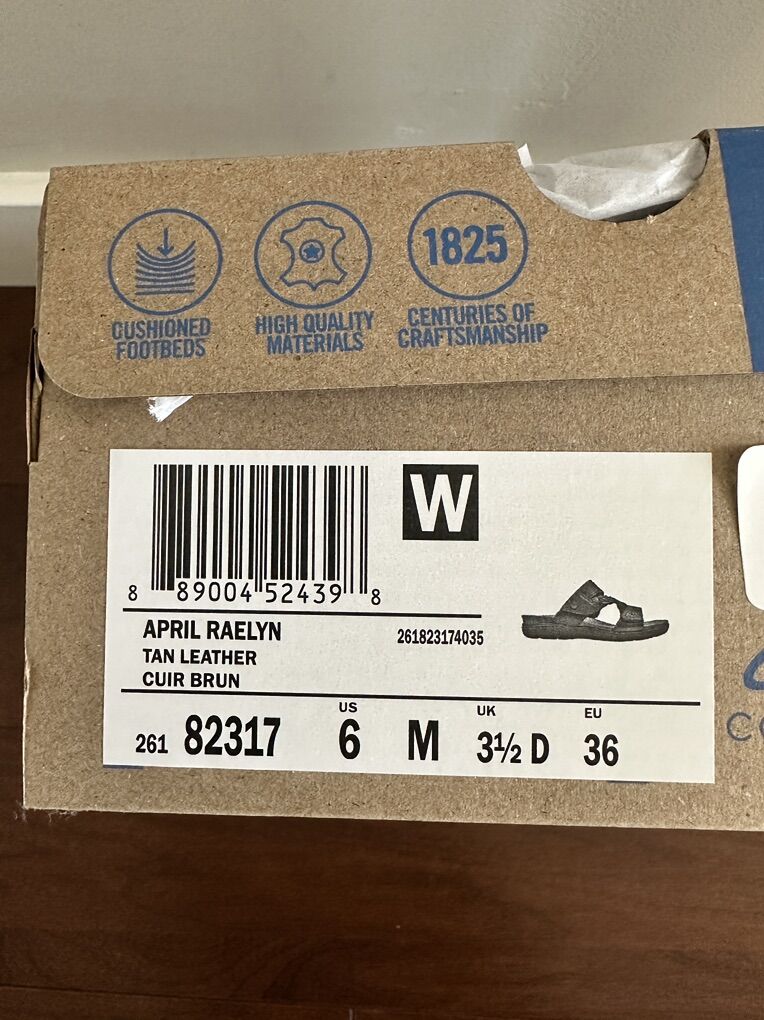 1825
CUSHIONED
FOOTBEDS
HIGH QUALITY
MATERIALS
CENTURIES OF
CRAFTSMANSHIP
W
8 89004 52439 8
APRIL RAELYN
261823174035
TAN LEATHER
CUIR BRUN
US
UK
EU
261 82317 6 M 3½ D 36